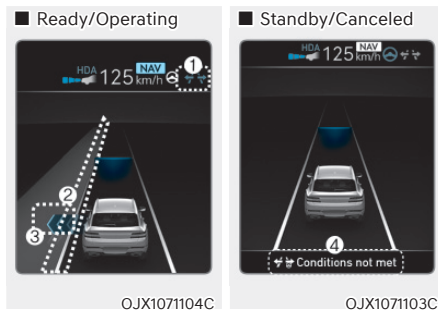 Ready/Operating
HDA 125 NAV km/h
1
2
3
OJX1071104C
Standby/Canceled
HDA 125 NAV km/h
4
Conditions not met
OJX1071103C